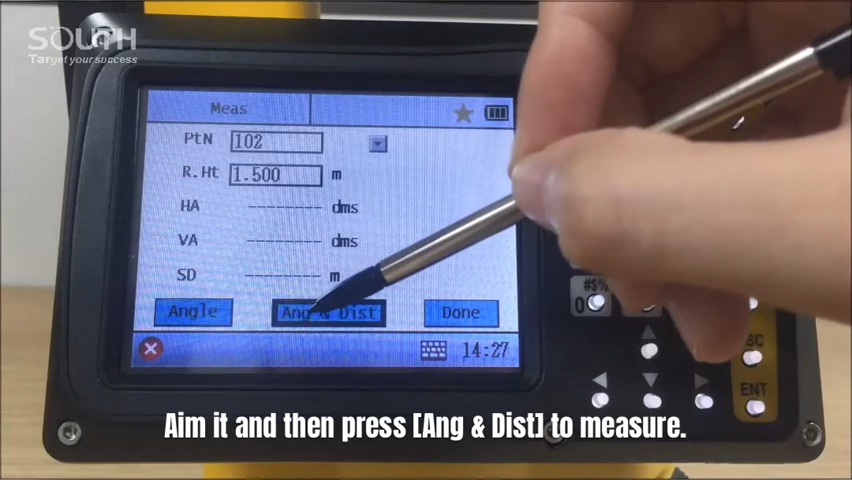 SOUTH
Target your success
Meas
PtN 102
R.Ht 1.500 m
HA -------- dms
VA -------- dms
SD -------- m
Angle Ang & Dist Done
14:27
#$%
0
ESC
ENT
Aim it and then press [Ang & Dist] to measure.